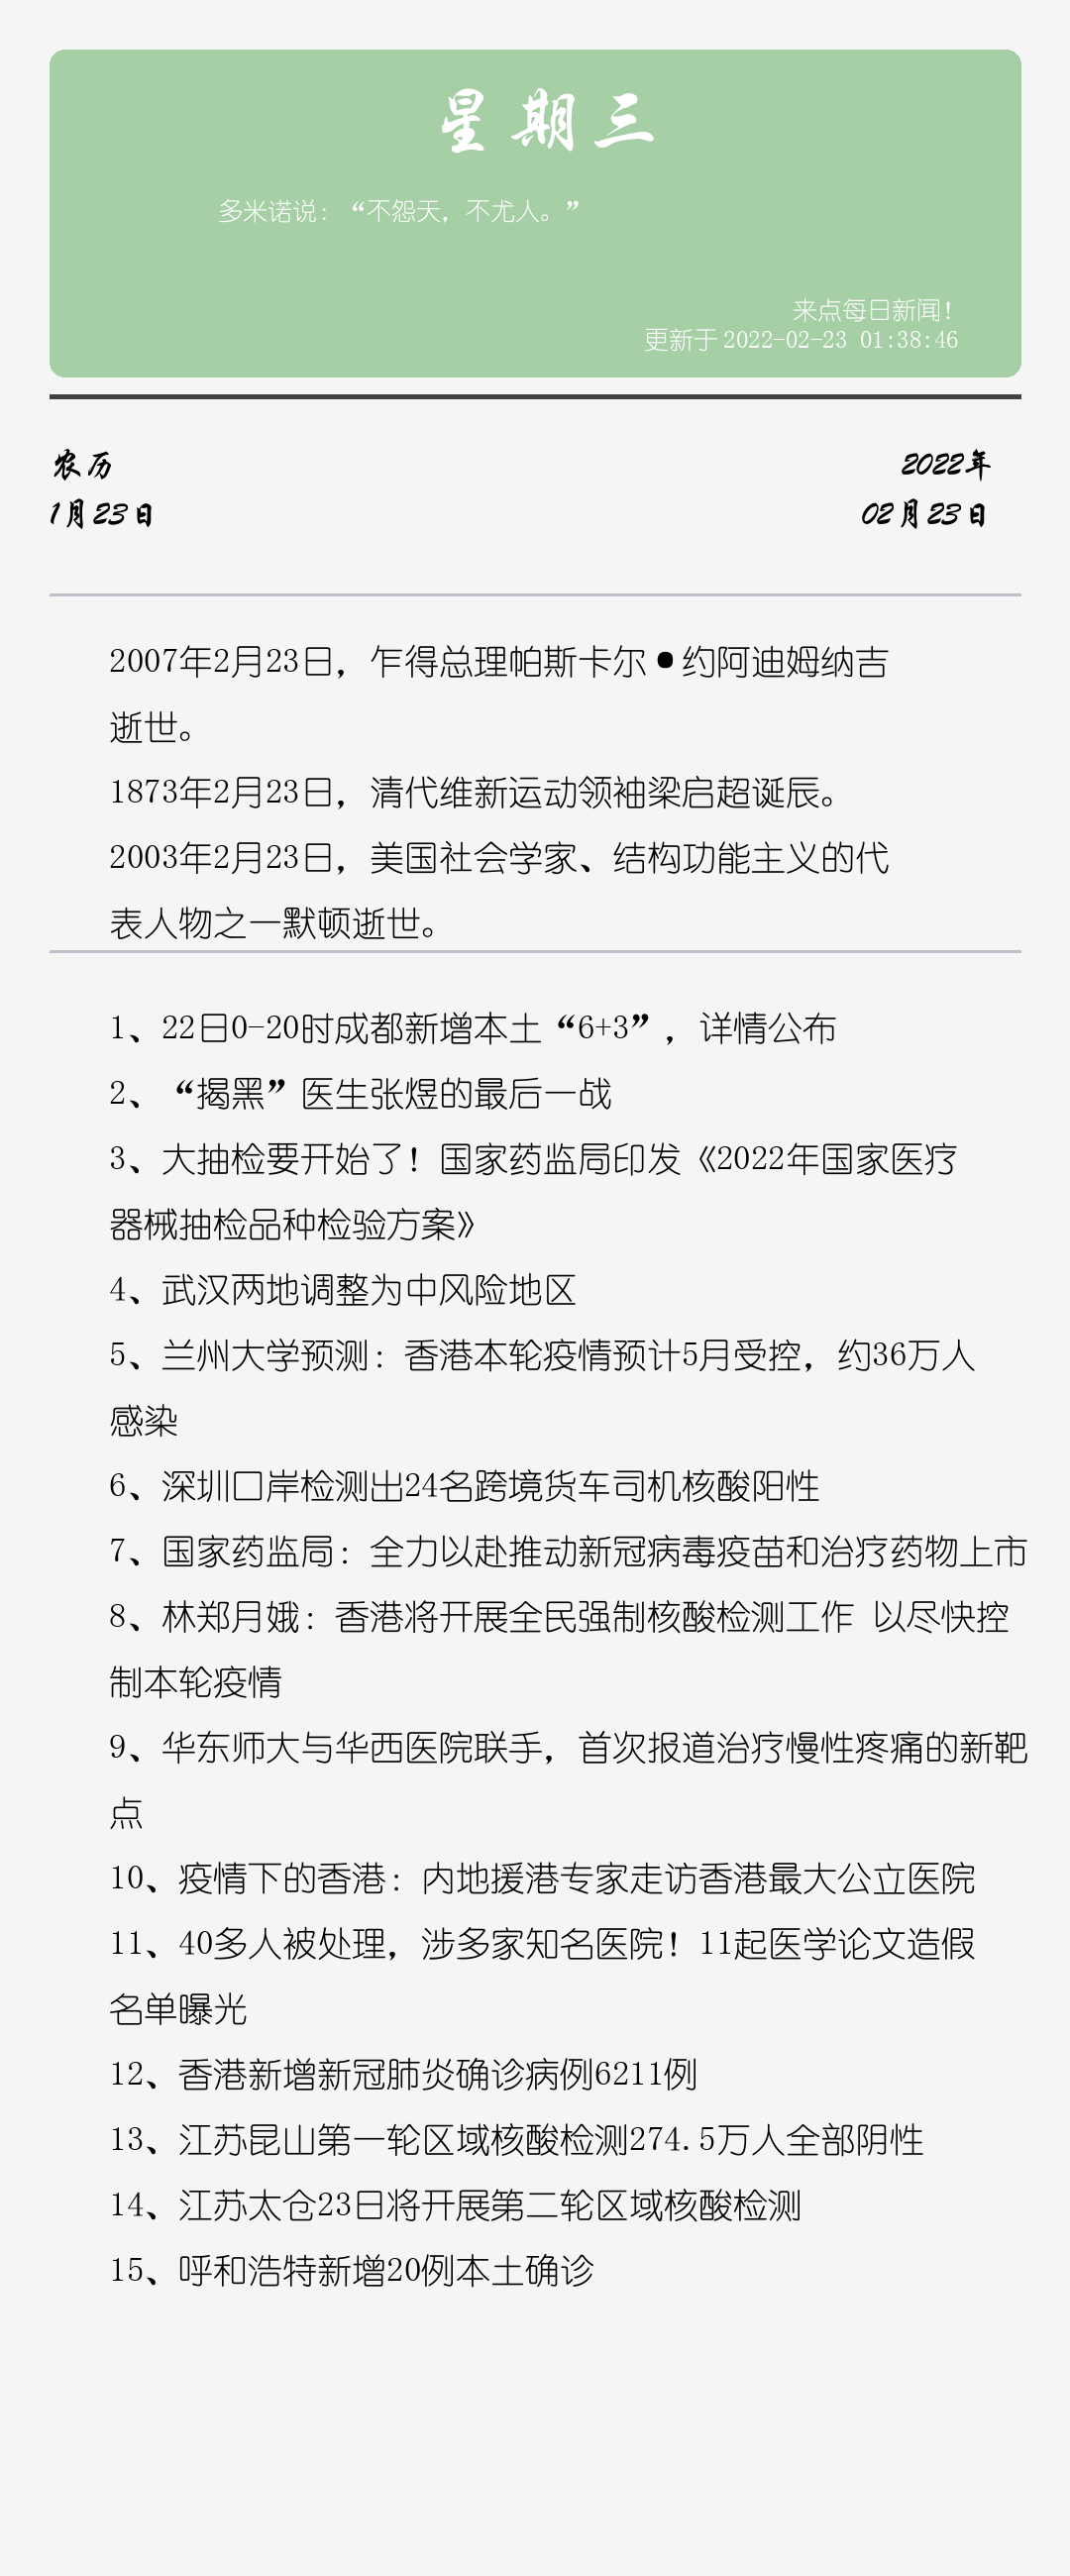 星期三
多米诺说：“不怨天，不尤人。”
来点每日新闻！
更新于 2022-02-23 01:38:46
农历
2022年
1月23日
02月23日
2007年2月23日，乍得总理帕斯卡尔•约阿迪姆纳吉
逝世。
1873年2月23日，清代维新运动领袖梁启超诞辰。
2003年2月23日，美国社会学家、结构功能主义的代
表人物之一默顿逝世。
1、22日0-20时成都新增本土“6+3”，详情公布
2、“揭黑”医生张煜的最后一战
3、大抽检要开始了！国家药监局印发《2022年国家医疗
器械抽检品种检验方案》
4、武汉两地调整为中风险地区
5、兰州大学预测：香港本轮疫情预计5月受控，约36万人
感染
6、深圳口岸检测出24名跨境货车司机核酸阳性
7、国家药监局：全力以赴推动新冠病毒疫苗和治疗药物上市
8、林郑月娥：香港将开展全民强制核酸检测工作 以尽快控
制本轮疫情
9、华东师大与华西医院联手，首次报道治疗慢性疼痛的新靶
点
10、疫情下的香港：内地援港专家走访香港最大公立医院
11、40多人被处理，涉多家知名医院！11起医学论文造假
名单曝光
12、香港新增新冠肺炎确诊病例6211例
13、江苏昆山第一轮区域核酸检测274.5万人全部阴性
14、江苏太仓23日将开展第二轮区域核酸检测
15、呼和浩特新增20例本土确诊